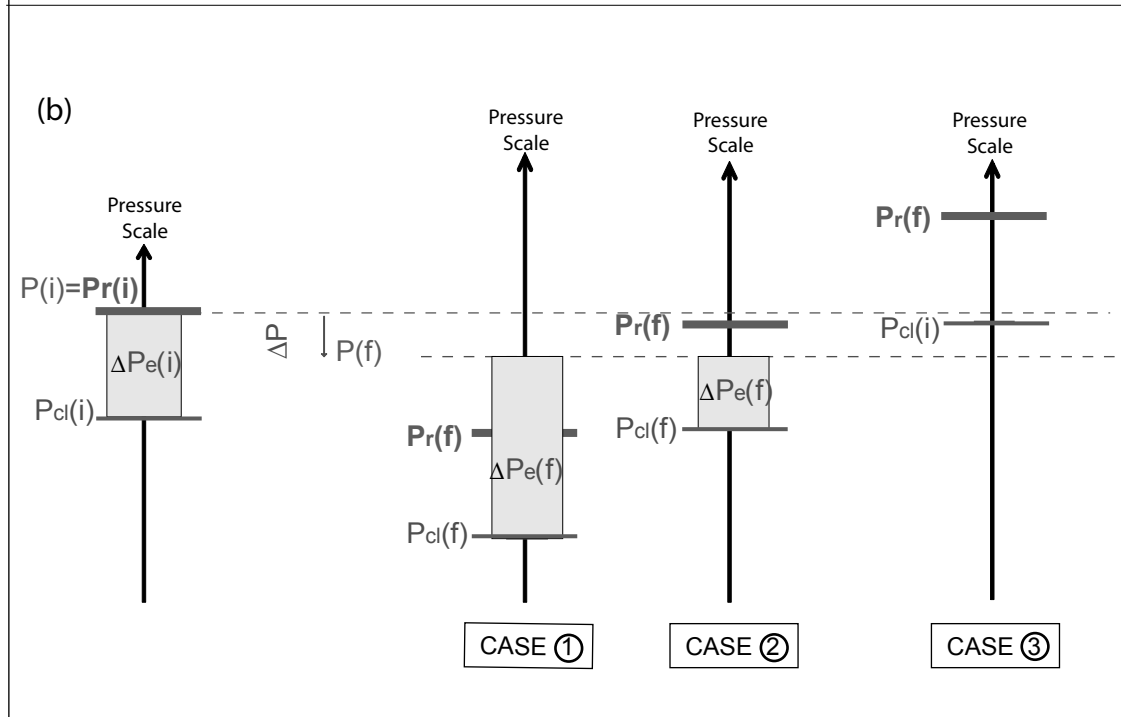 (b)
Pressure
Scale
P(i)=Pr(i)
ΔPe(i)
Pcl(i)
ΔP
P(f)
Pressure
Scale
Pr(f)
ΔPe(f)
Pcl(f)
CASE ①
Pressure
Scale
Pr(f)
ΔPe(f)
Pcl(f)
CASE ②
Pressure
Scale
Pr(f)
Pcl(i)
CASE ③